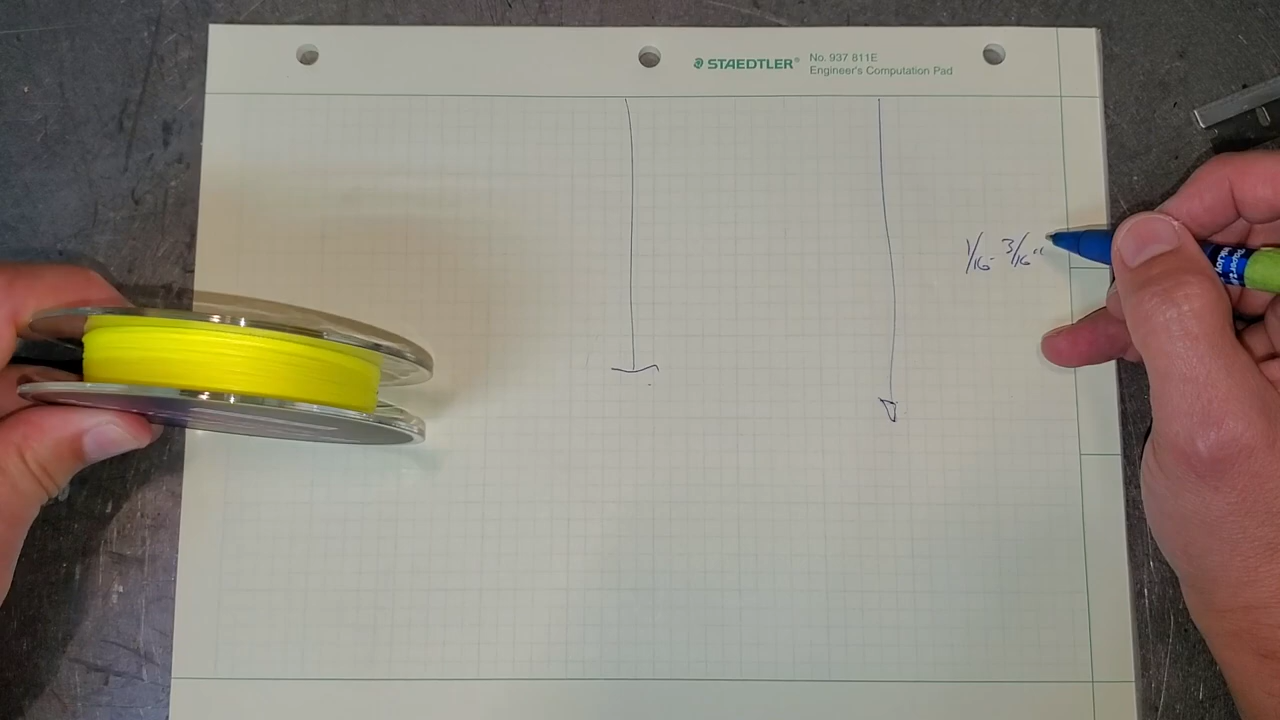 STAEDTLER®
No. 937 811E
Engineer's Computation Pad
1/16 - 3/16"